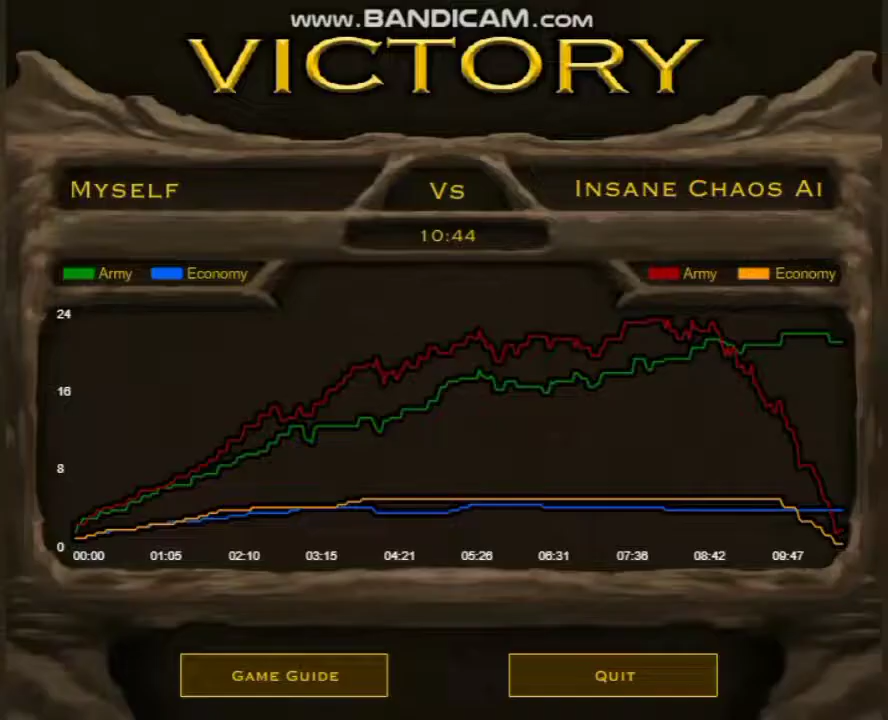 www.BANDICAM.com
VICTORY
MYSELF Vs INSANE CHAOS AI
10:44
Army Economy Army Economy
24
16
8
0
00:00 01:05 02:10 03:15 04:21 05:26 06:31 07:36 08:42 09:47
GAME GUIDE QUIT